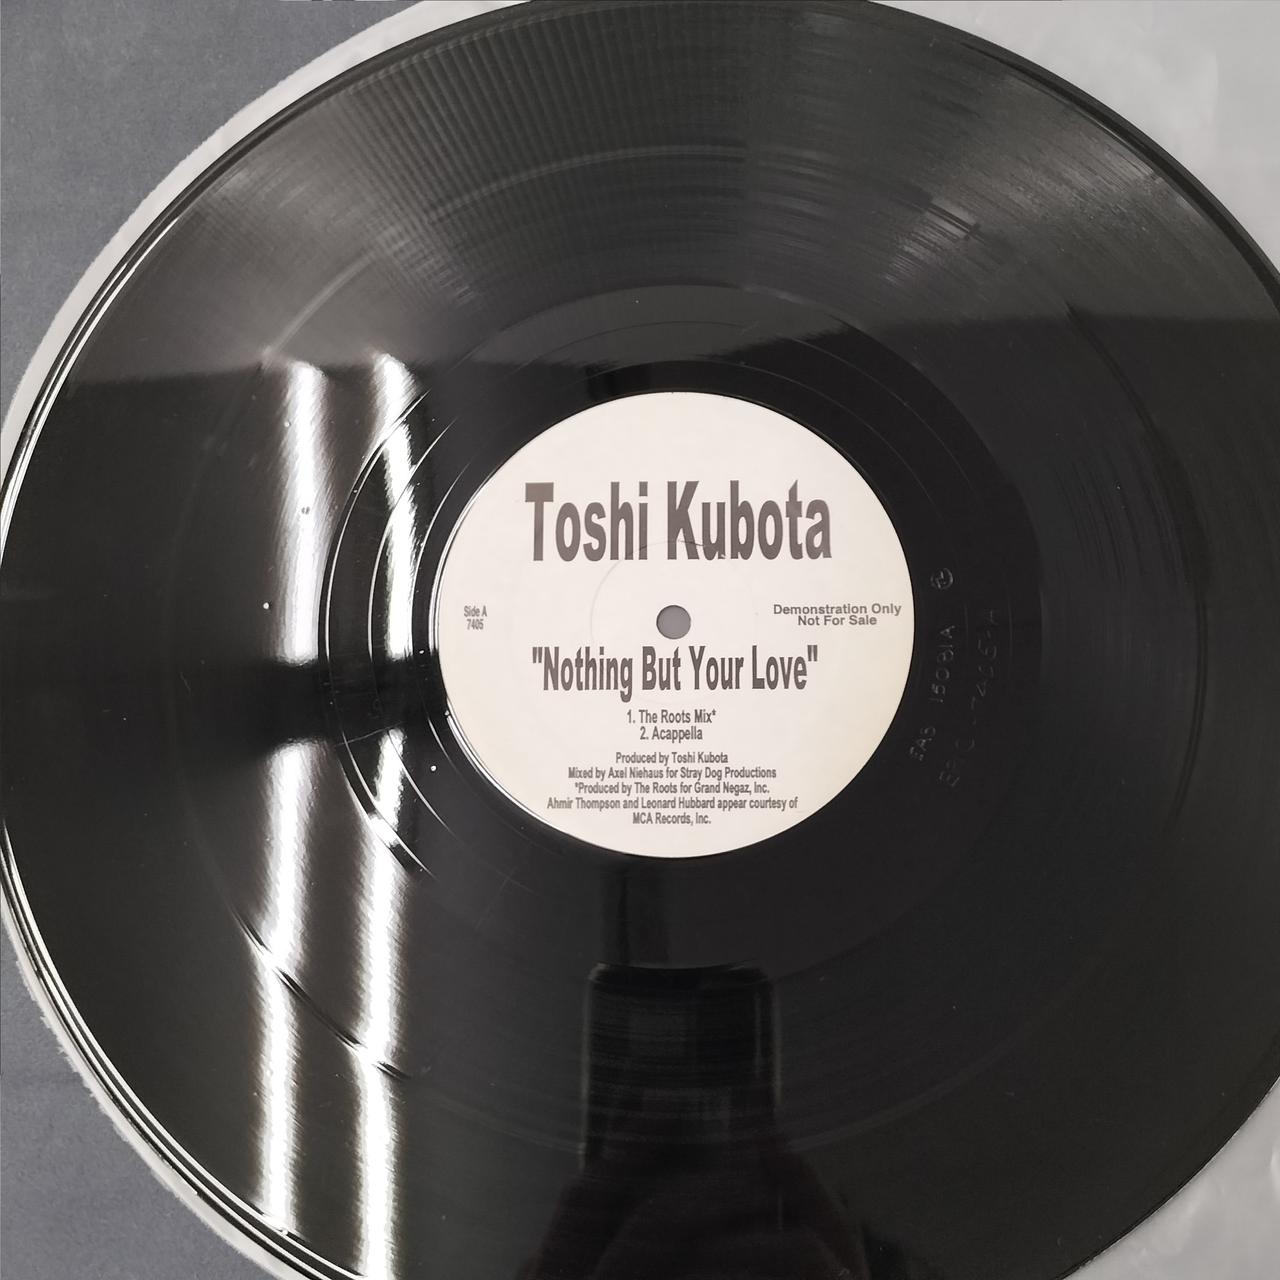 Toshi Kubota
Side A
7405
Demonstration Only
Not For Sale
"Nothing But Your Love"
1. The Roots Mix*
2. Acappella
Produced by Toshi Kubota
Mixed by Axel Niehaus for Stray Dog Productions
*Produced by The Roots for Grand Negaz, Inc.
Ahmir Thompson and Leonard Hubbard appear courtesy of
MCA Records, Inc.